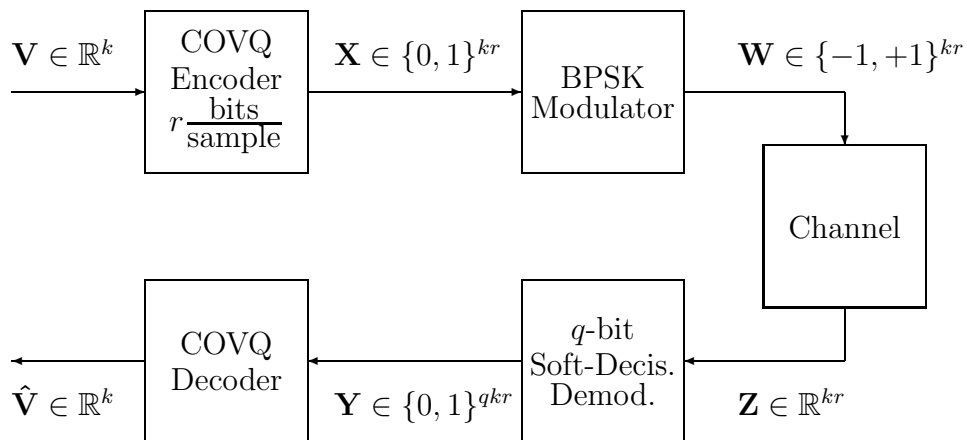 V ∈ ℝ^k
COVQ
Encoder
r bits/sample
X ∈ {0, 1}^{kr}
BPSK
Modulator
W ∈ {−1, +1}^{kr}
Channel
V̂ ∈ ℝ^k
COVQ
Decoder
Y ∈ {0, 1}^{qkr}
q-bit
Soft-Decis.
Demod.
Z ∈ ℝ^{kr}